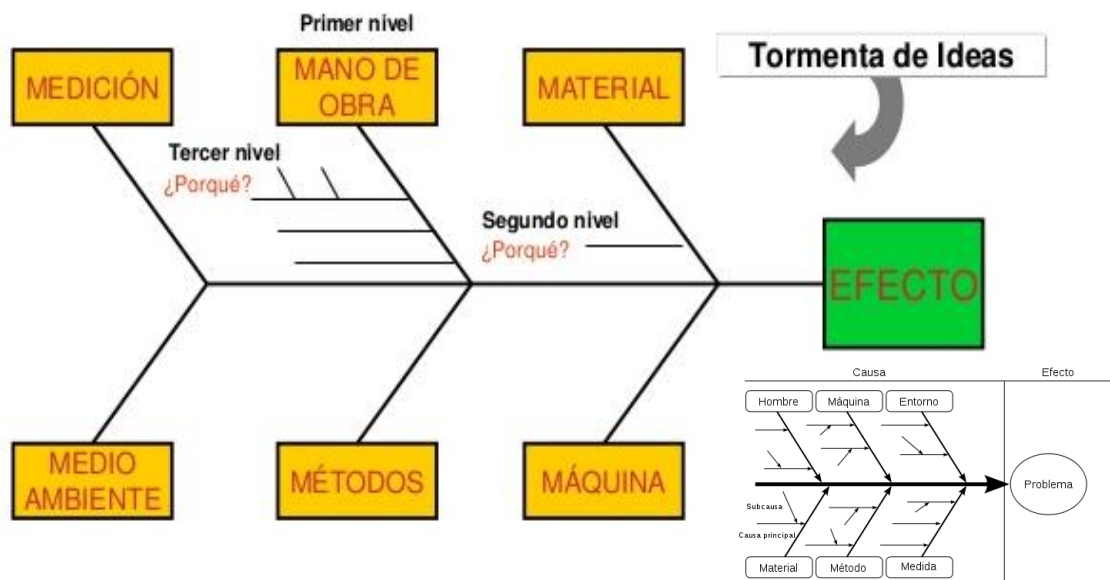 Primer nivel
MEDICIÓN
MANO DE
OBRA
MATERIAL
Tormenta de Ideas
Tercer nivel
¿Porqué?
Segundo nivel
¿Porqué?
EFECTO
MEDIO
AMBIENTE
MÉTODOS
MÁQUINA
Causa
Efecto
Hombre
Máquina
Entorno
Problema
Subcausa
Causa principal
Material
Método
Medida